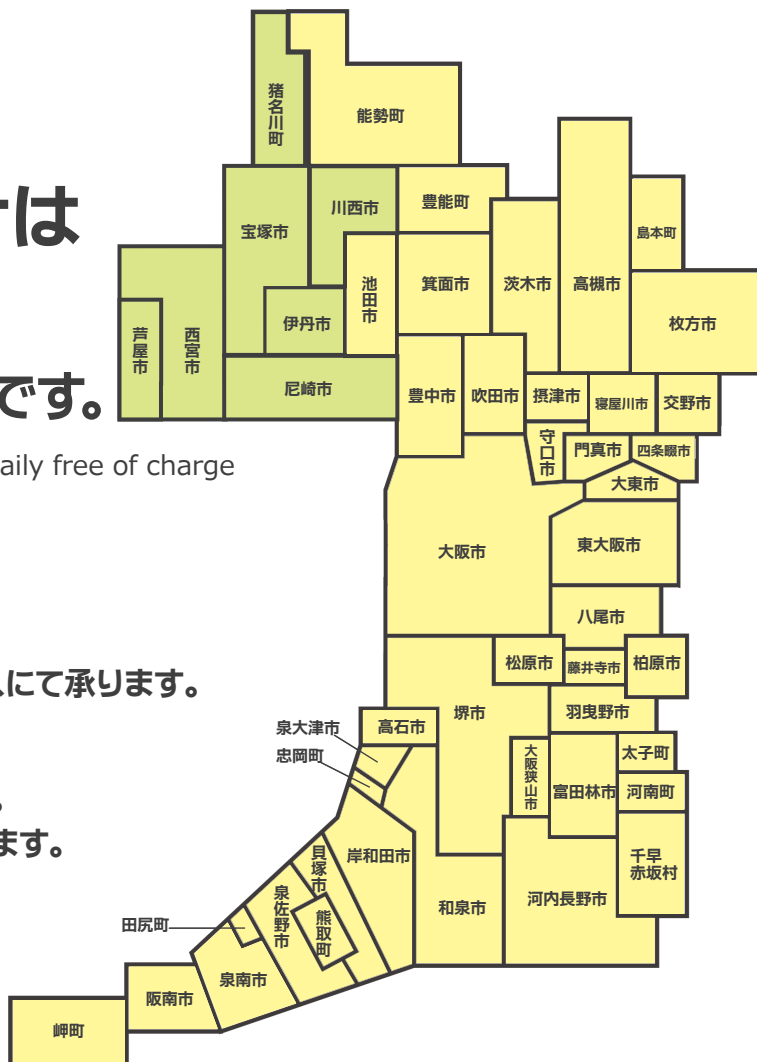 猪名川町
能勢町
けは
川西市
豊能町
島本町
宝塚市
池田市
箕面市
茨木市
高槻市
枚方市
芦屋市
西宮市
伊丹市
尼崎市
豊中市
吹田市
摂津市
寝屋川市
交野市
です。
守口市
門真市
四条畷市
aily free of charge
大東市
大阪市
東大阪市
八尾市
にて承ります。
松原市
藤井寺市
柏原市
堺市
羽曳野市
泉大津市
高石市
忠岡町
大阪狭山市
太子町
富田林市
河南町
ます。
貝塚市
岸和田市
千早
赤坂村
泉佐野市
熊取町
和泉市
河内長野市
田尻町
泉南市
阪南市
岬町